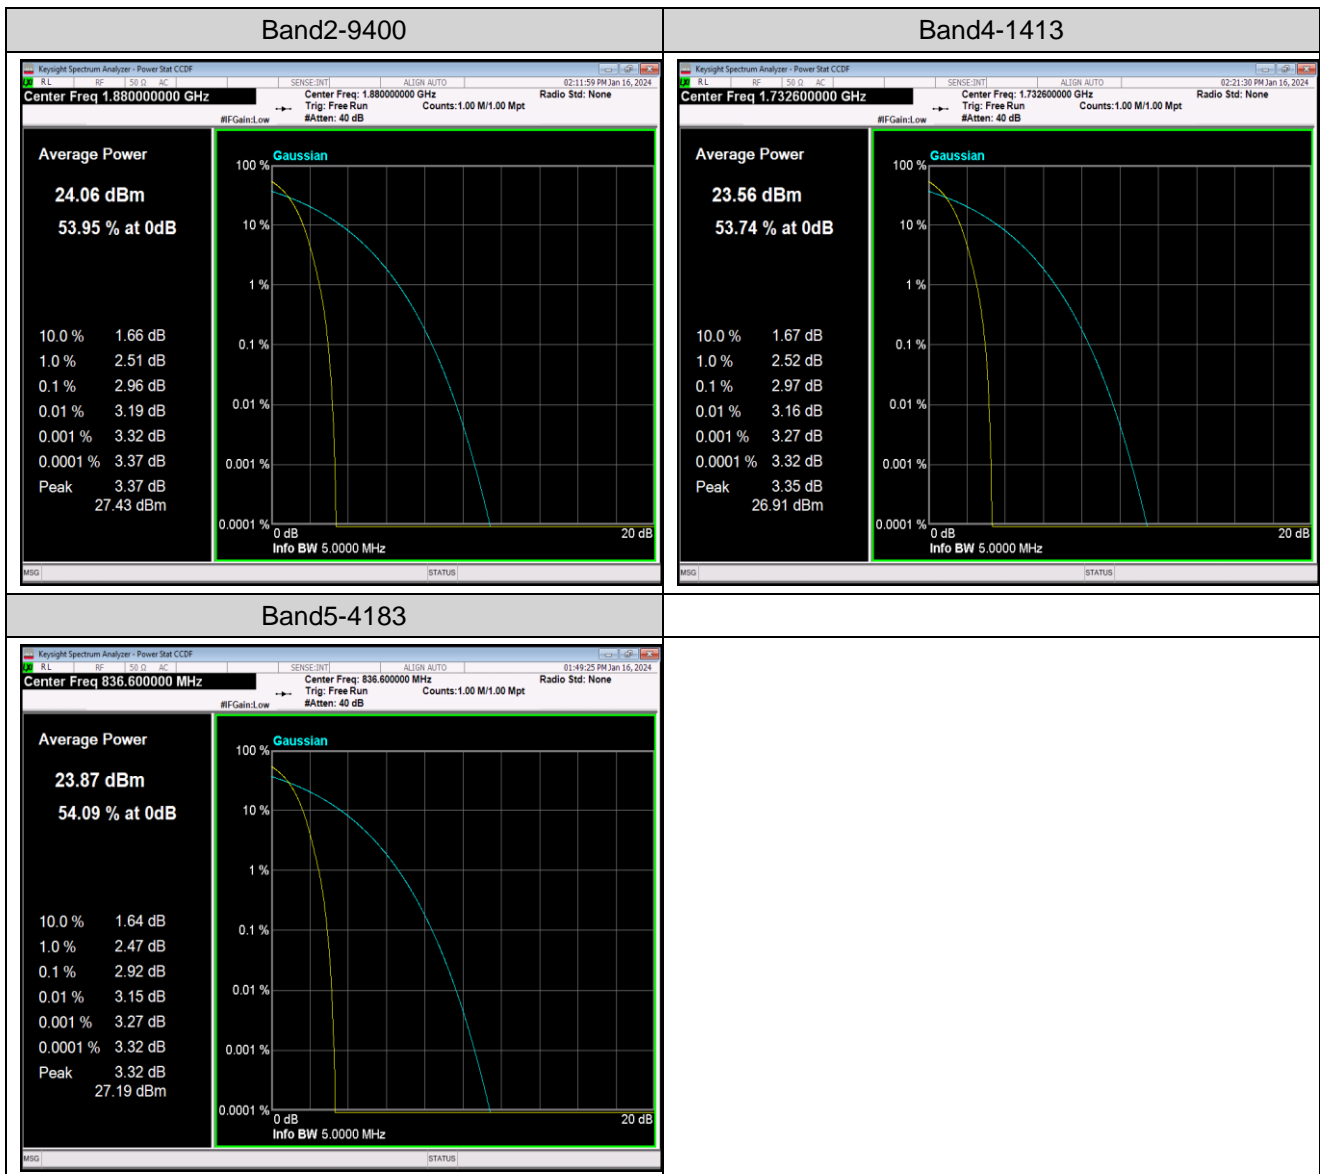 Band2-9400
Keysight Spectrum Analyzer - Power Stat CCDF
RL RF 50 Ω AC SENSE:INT ALIGN AUTO 02:11:59 PM Jan 16, 2024
Center Freq 1.880000000 GHz Center Freq: 1.880000000 GHz Radio Std: None
Trig: Free Run Counts:1.00 M/1.00 Mpt
#IFGain:Low #Atten: 40 dB
Average Power
24.06 dBm
53.95 % at 0dB
10.0 % 1.66 dB
1.0 % 2.51 dB
0.1 % 2.96 dB
0.01 % 3.19 dB
0.001 % 3.32 dB
0.0001 % 3.37 dB
Peak 3.37 dB
27.43 dBm
Gaussian
100 %
10 %
1 %
0.1 %
0.01 %
0.001 %
0.0001 %
0 dB 20 dB
Info BW 5.0000 MHz
MSG STATUS
Band4-1413
Keysight Spectrum Analyzer - Power Stat CCDF
RL RF 50 Ω AC SENSE:INT ALIGN AUTO 02:21:30 PM Jan 16, 2024
Center Freq 1.732600000 GHz Center Freq: 1.732600000 GHz Radio Std: None
Trig: Free Run Counts:1.00 M/1.00 Mpt
#IFGain:Low #Atten: 40 dB
Average Power
23.56 dBm
53.74 % at 0dB
10.0 % 1.67 dB
1.0 % 2.52 dB
0.1 % 2.97 dB
0.01 % 3.16 dB
0.001 % 3.27 dB
0.0001 % 3.32 dB
Peak 3.35 dB
26.91 dBm
Gaussian
100 %
10 %
1 %
0.1 %
0.01 %
0.001 %
0.0001 %
0 dB 20 dB
Info BW 5.0000 MHz
MSG STATUS
Band5-4183
Keysight Spectrum Analyzer - Power Stat CCDF
RL RF 50 Ω AC SENSE:INT ALIGN AUTO 01:49:25 PM Jan 16, 2024
Center Freq 836.600000 MHz Center Freq: 836.600000 MHz Radio Std: None
Trig: Free Run Counts:1.00 M/1.00 Mpt
#IFGain:Low #Atten: 40 dB
Average Power
23.87 dBm
54.09 % at 0dB
10.0 % 1.64 dB
1.0 % 2.47 dB
0.1 % 2.92 dB
0.01 % 3.15 dB
0.001 % 3.27 dB
0.0001 % 3.32 dB
Peak 3.32 dB
27.19 dBm
Gaussian
100 %
10 %
1 %
0.1 %
0.01 %
0.001 %
0.0001 %
0 dB 20 dB
Info BW 5.0000 MHz
MSG STATUS